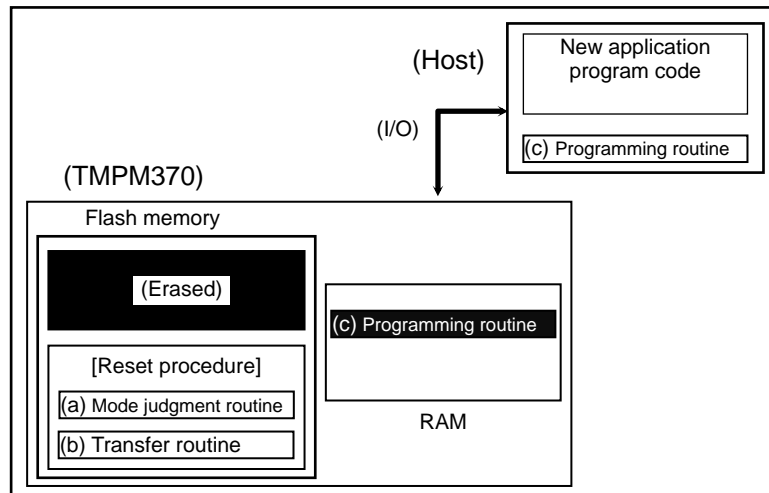 (Host)
New application
program code
(I/O)
(c) Programming routine
(TMPM370)
Flash memory
(Erased)
(c) Programming routine
[Reset procedure]
(a) Mode judgment routine
(b) Transfer routine
RAM